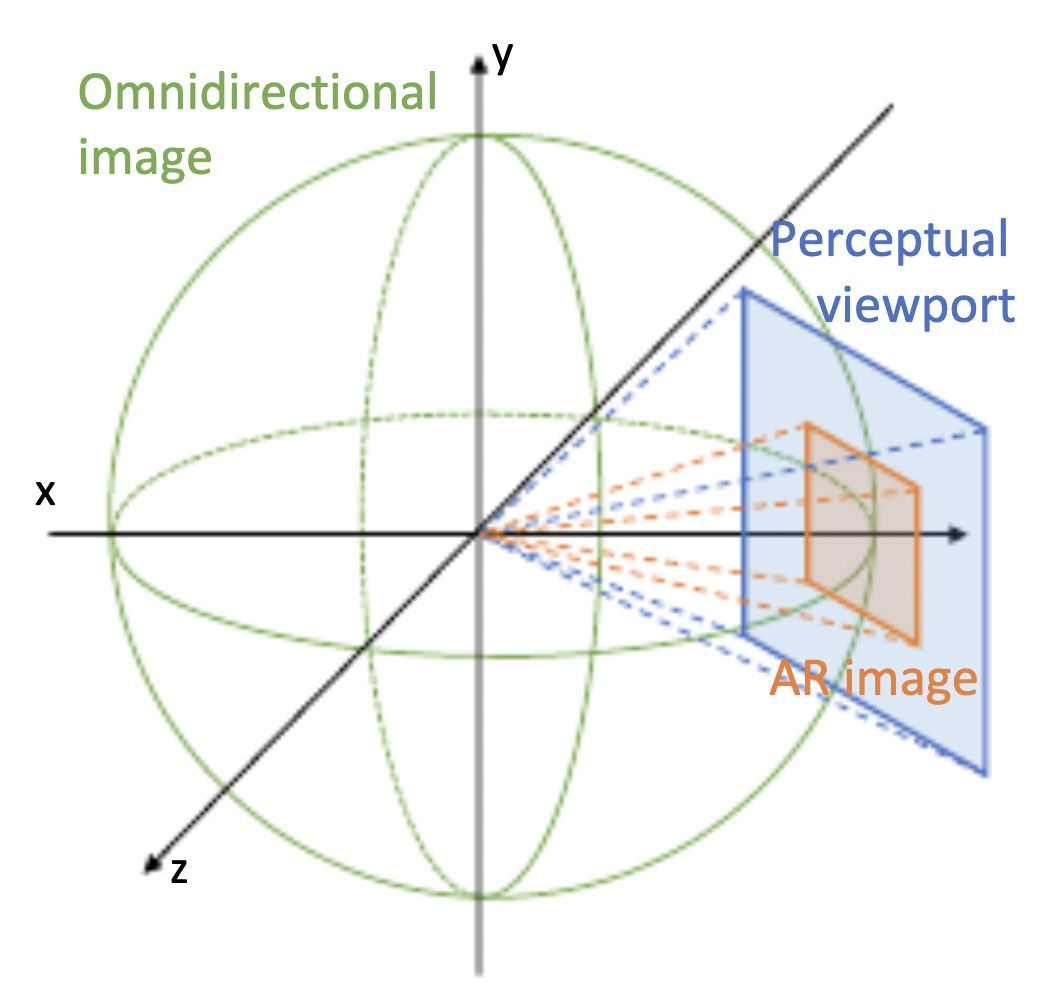 y
Omnidirectional
image
Perceptual
viewport
x
AR image
z